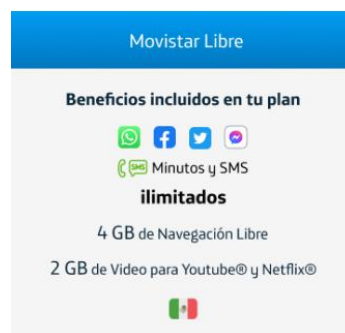 Movistar Libre
Beneficios incluidos en tu plan
SMS Minutos y SMS
ilimitados
4 GB de Navegación Libre
2 GB de Video para Youtube® y Netflix®